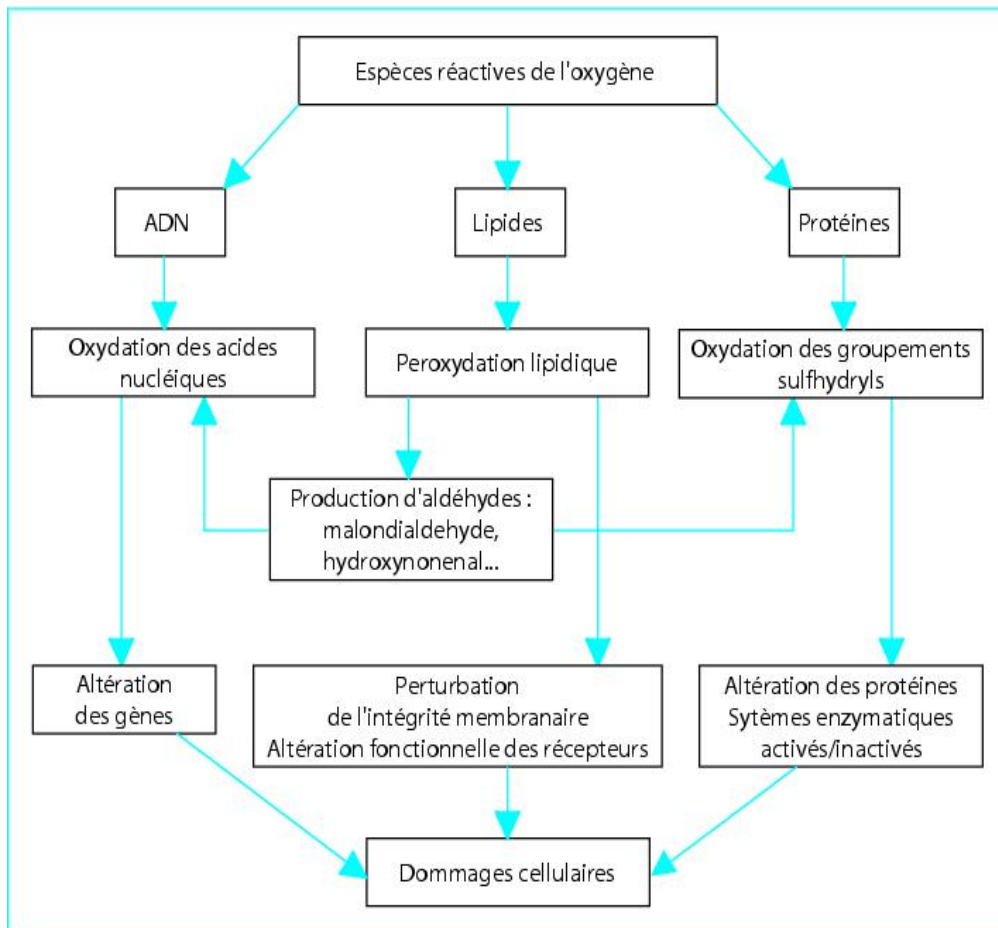 Espèces réactives de l'oxygène
ADN
Lipides
Protéines
Oxydation des acides
nucléiques
Peroxydation lipidique
Oxydation des groupements
sulfhydryls
Production d'aldéhydes :
malondialdehyde,
hydroxynonenal...
Altération
des gènes
Perturbation
de l'intégrité membranaire
Altération fonctionnelle des récepteurs
Altération des protéines
Sytèmes enzymatiques
activés/inactivés
Dommages cellulaires